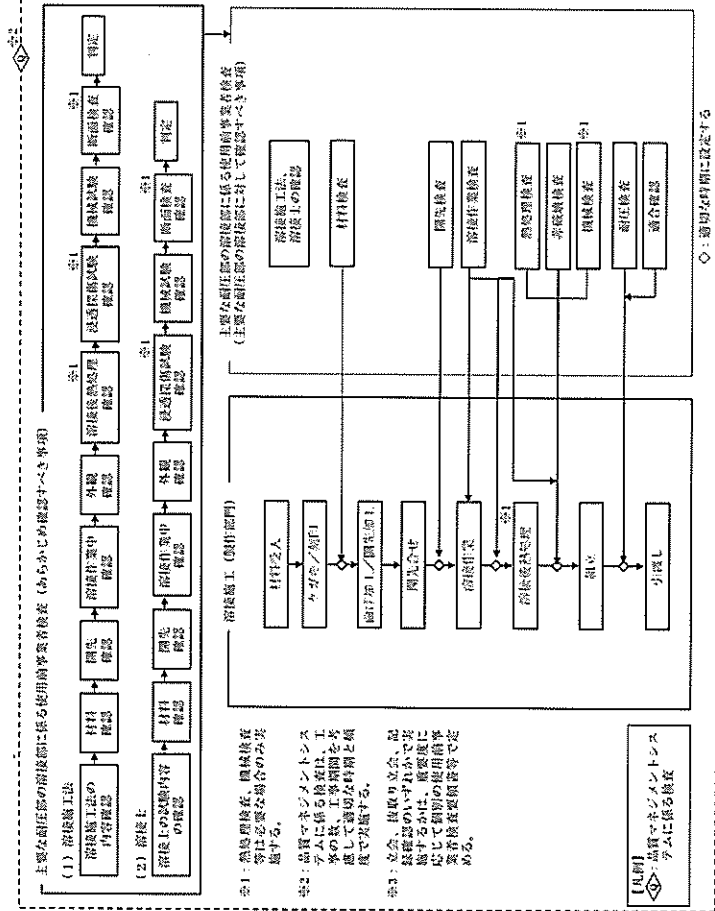 ※2
Q
主要な耐圧部の溶接部に係る使用前事業者検査(あらかじめ確認すべき事項)
(1)溶接施工法
溶接施工法の
内容確認
材料
確認
開先
確認
溶接作業中
確認
外観
確認
※1
溶接後熱処理
確認
※1
浸透探傷試験
確認
機械試験
確認
※1
断面検査
確認
判定
(2)溶接士
溶接士の試験内容
の確認
材料
確認
開先
確認
溶接作業中
確認
外観
確認
※1
浸透探傷試験
確認
機械試験
確認
※1
断面検査
確認
判定
※1:熱処理検査、機械検査
等は必要な場合のみ実
施する。
※2:品質マネジメントシス
テムに係る検査は、工
事の数、工事期間を考
慮して適切な時期と頻
度で実施する。
※3:立会、抜取り立会、記
録確認のいずれかで実
施するかは、重要度に
応じて個別の使用前事
業者検査要領書等で定
める。
【凡例】
Q:品質マネジメントシス
テムに係る検査
溶接施工(製作部門)
材料受入
ケガキ/刻印
曲げ加工/開先加工
開先合せ
溶接作業
※1
溶接後熱処理
組立
引渡し
主要な耐圧部の溶接部に係る使用前事業者検査
(主要な耐圧部の溶接部に対して確認すべき事項)
溶接施工法、
溶接士の確認
材料検査
開先検査
溶接作業検査
※1
熱処理検査
非破壊検査
※1
機械検査
耐圧検査
適合確認
◇:適切な時期に設定する